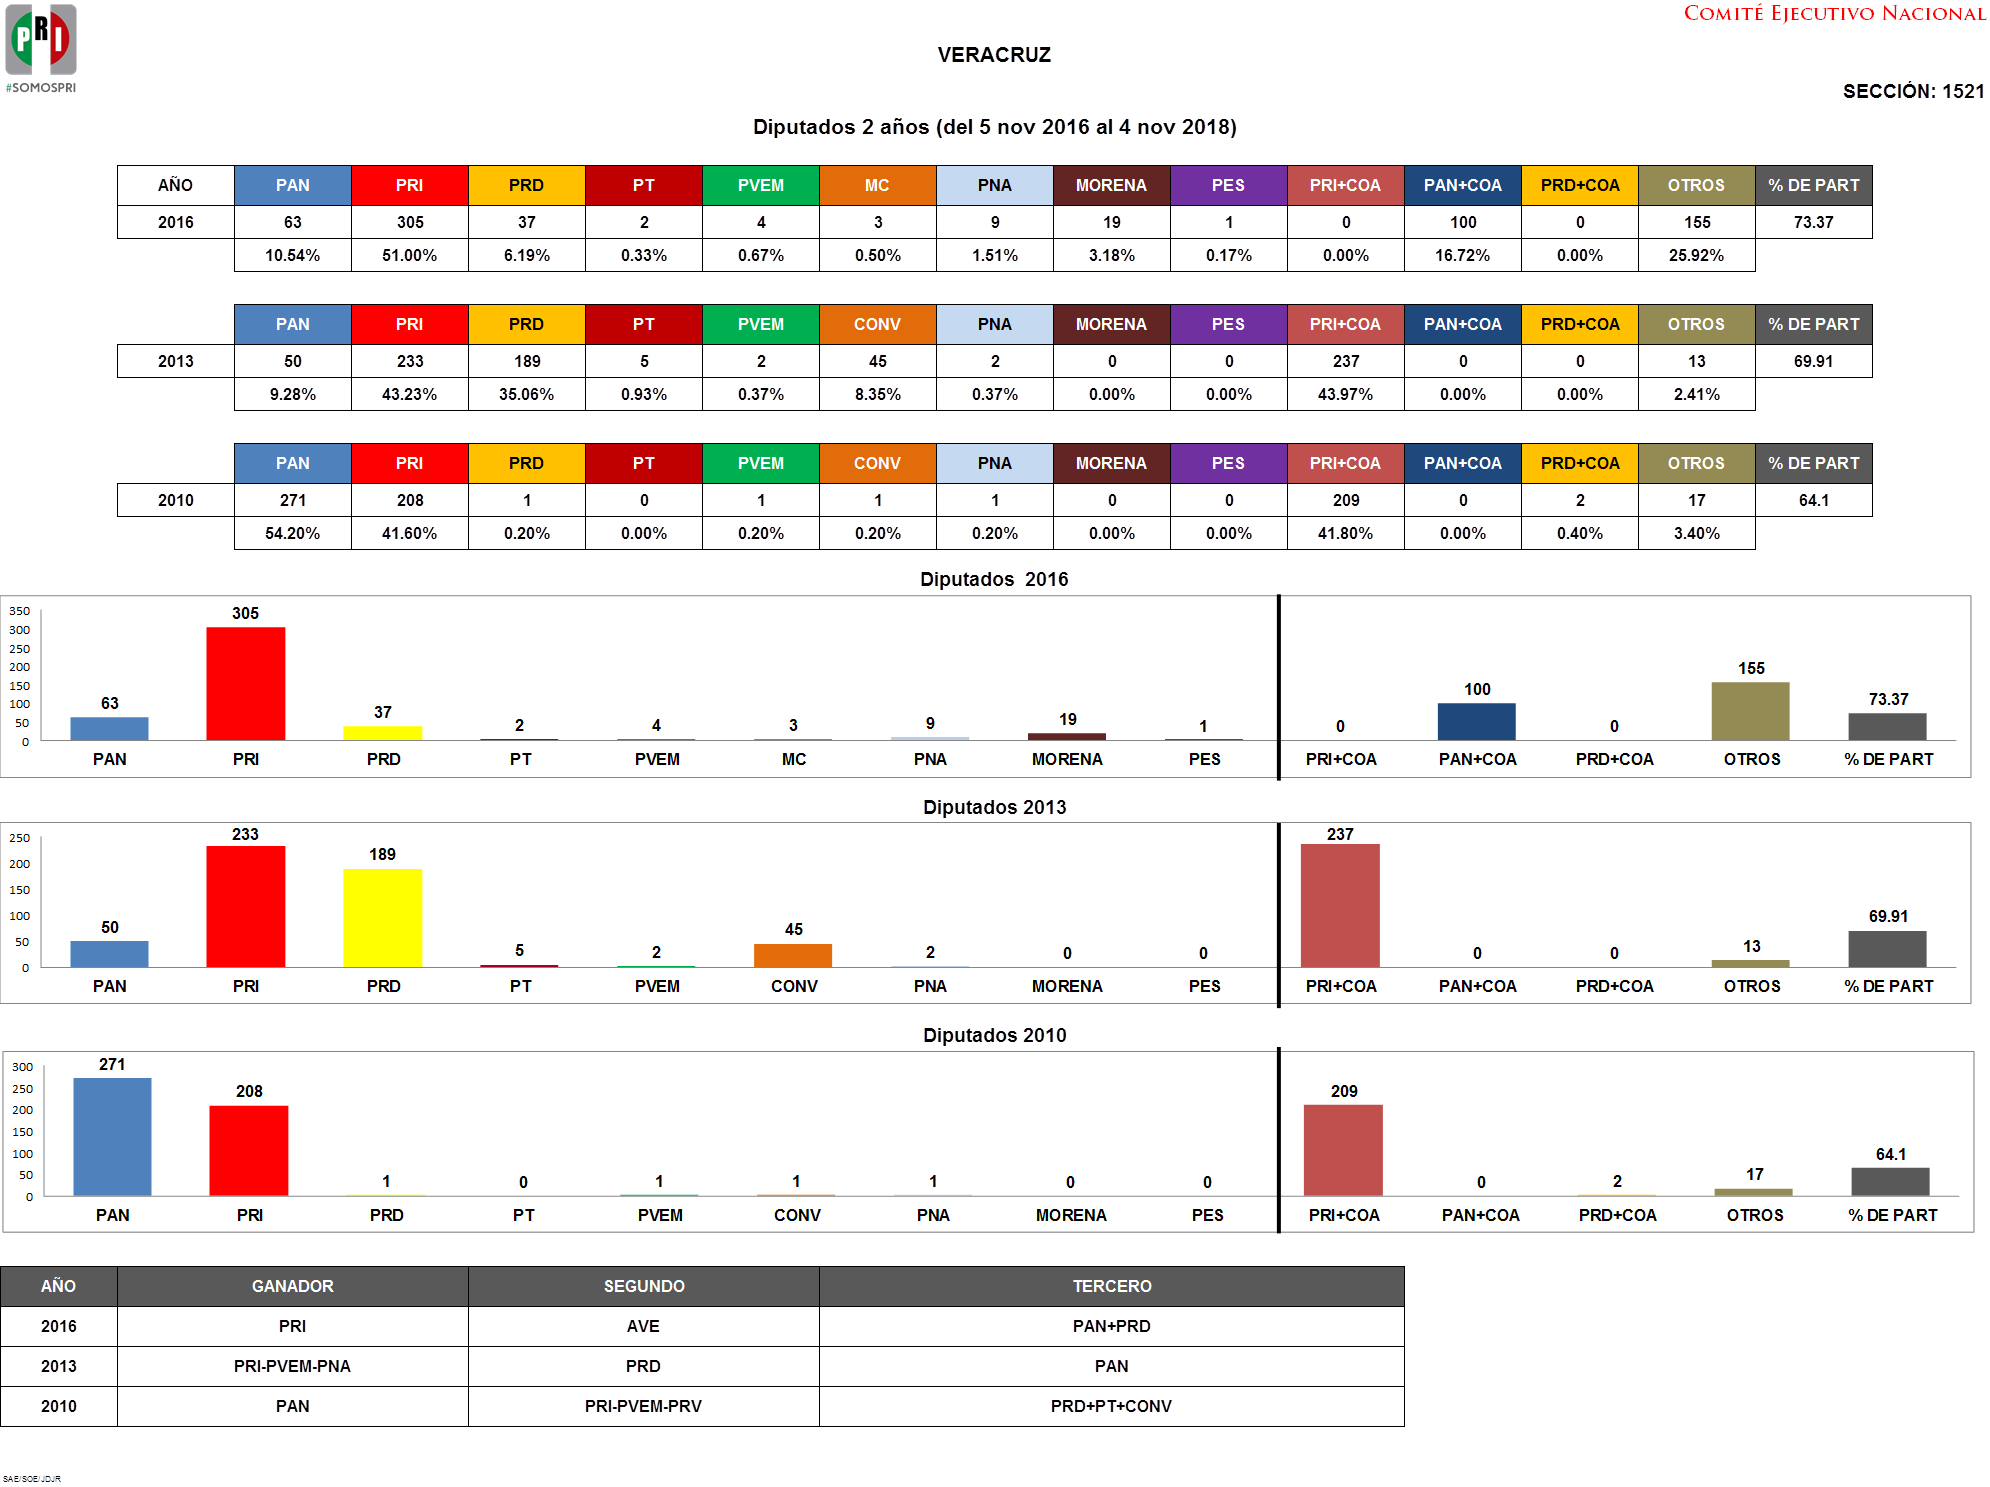 PRI
#SOMOSPRI
COMITÉ EJECUTIVO NACIONAL
VERACRUZ
SECCIÓN: 1521
Diputados 2 años (del 5 nov 2016 al 4 nov 2018)
AÑO PAN PRI PRD PT PVEM MC PNA MORENA PES PRI+COA PAN+COA PRD+COA OTROS % DE PART
2016 63 305 37 2 4 3 9 19 1 0 100 0 155 73.37
10.54% 51.00% 6.19% 0.33% 0.67% 0.50% 1.51% 3.18% 0.17% 0.00% 16.72% 0.00% 25.92%
PAN PRI PRD PT PVEM CONV PNA MORENA PES PRI+COA PAN+COA PRD+COA OTROS % DE PART
2013 50 233 189 5 2 45 2 0 0 237 0 0 13 69.91
9.28% 43.23% 35.06% 0.93% 0.37% 8.35% 0.37% 0.00% 0.00% 43.97% 0.00% 0.00% 2.41%
PAN PRI PRD PT PVEM CONV PNA MORENA PES PRI+COA PAN+COA PRD+COA OTROS % DE PART
2010 271 208 1 0 1 1 1 0 0 209 0 2 17 64.1
54.20% 41.60% 0.20% 0.00% 0.20% 0.20% 0.20% 0.00% 0.00% 41.80% 0.00% 0.40% 3.40%
Diputados 2016
350
300
250
200
150
100
50
0
63 305 37 2 4 3 9 19 1 0 100 0 155 73.37
PAN PRI PRD PT PVEM MC PNA MORENA PES PRI+COA PAN+COA PRD+COA OTROS % DE PART
Diputados 2013
250
200
150
100
50
0
50 233 189 5 2 45 2 0 0 237 0 0 13 69.91
PAN PRI PRD PT PVEM CONV PNA MORENA PES PRI+COA PAN+COA PRD+COA OTROS % DE PART
Diputados 2010
300
250
200
150
100
50
0
271 208 1 0 1 1 1 0 0 209 0 2 17 64.1
PAN PRI PRD PT PVEM CONV PNA MORENA PES PRI+COA PAN+COA PRD+COA OTROS % DE PART
AÑO GANADOR SEGUNDO TERCERO
2016 PRI AVE PAN+PRD
2013 PRI-PVEM-PNA PRD PAN
2010 PAN PRI-PVEM-PRV PRD+PT+CONV
SAE/SOE/JDJR